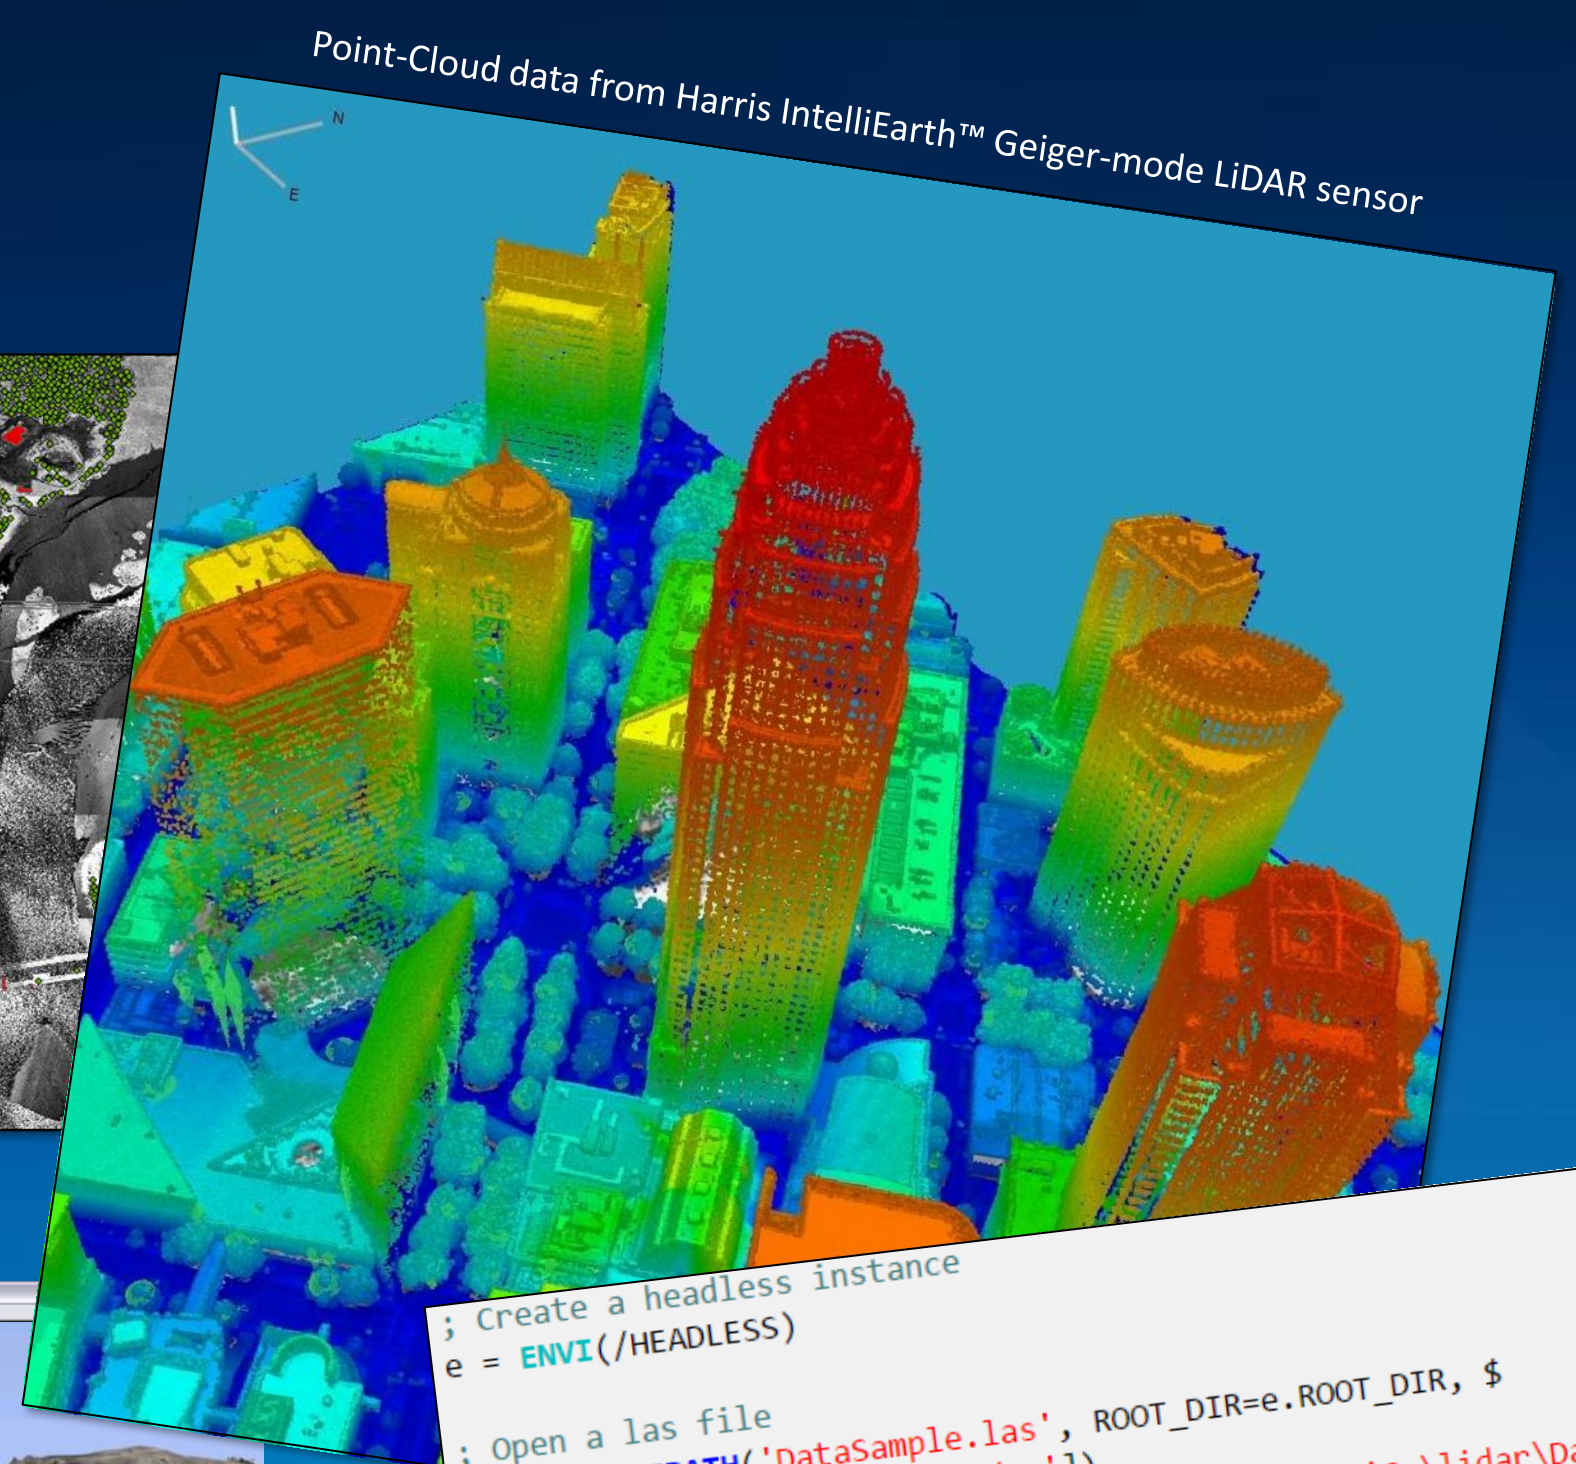 Point-Cloud data from Harris IntelliEarth™ Geiger-mode LiDAR sensor
N
E
; Create a headless instance
e = ENVI(/HEADLESS)
; Open a las file
('DataSample.las', ROOT_DIR=e.ROOT_DIR, $